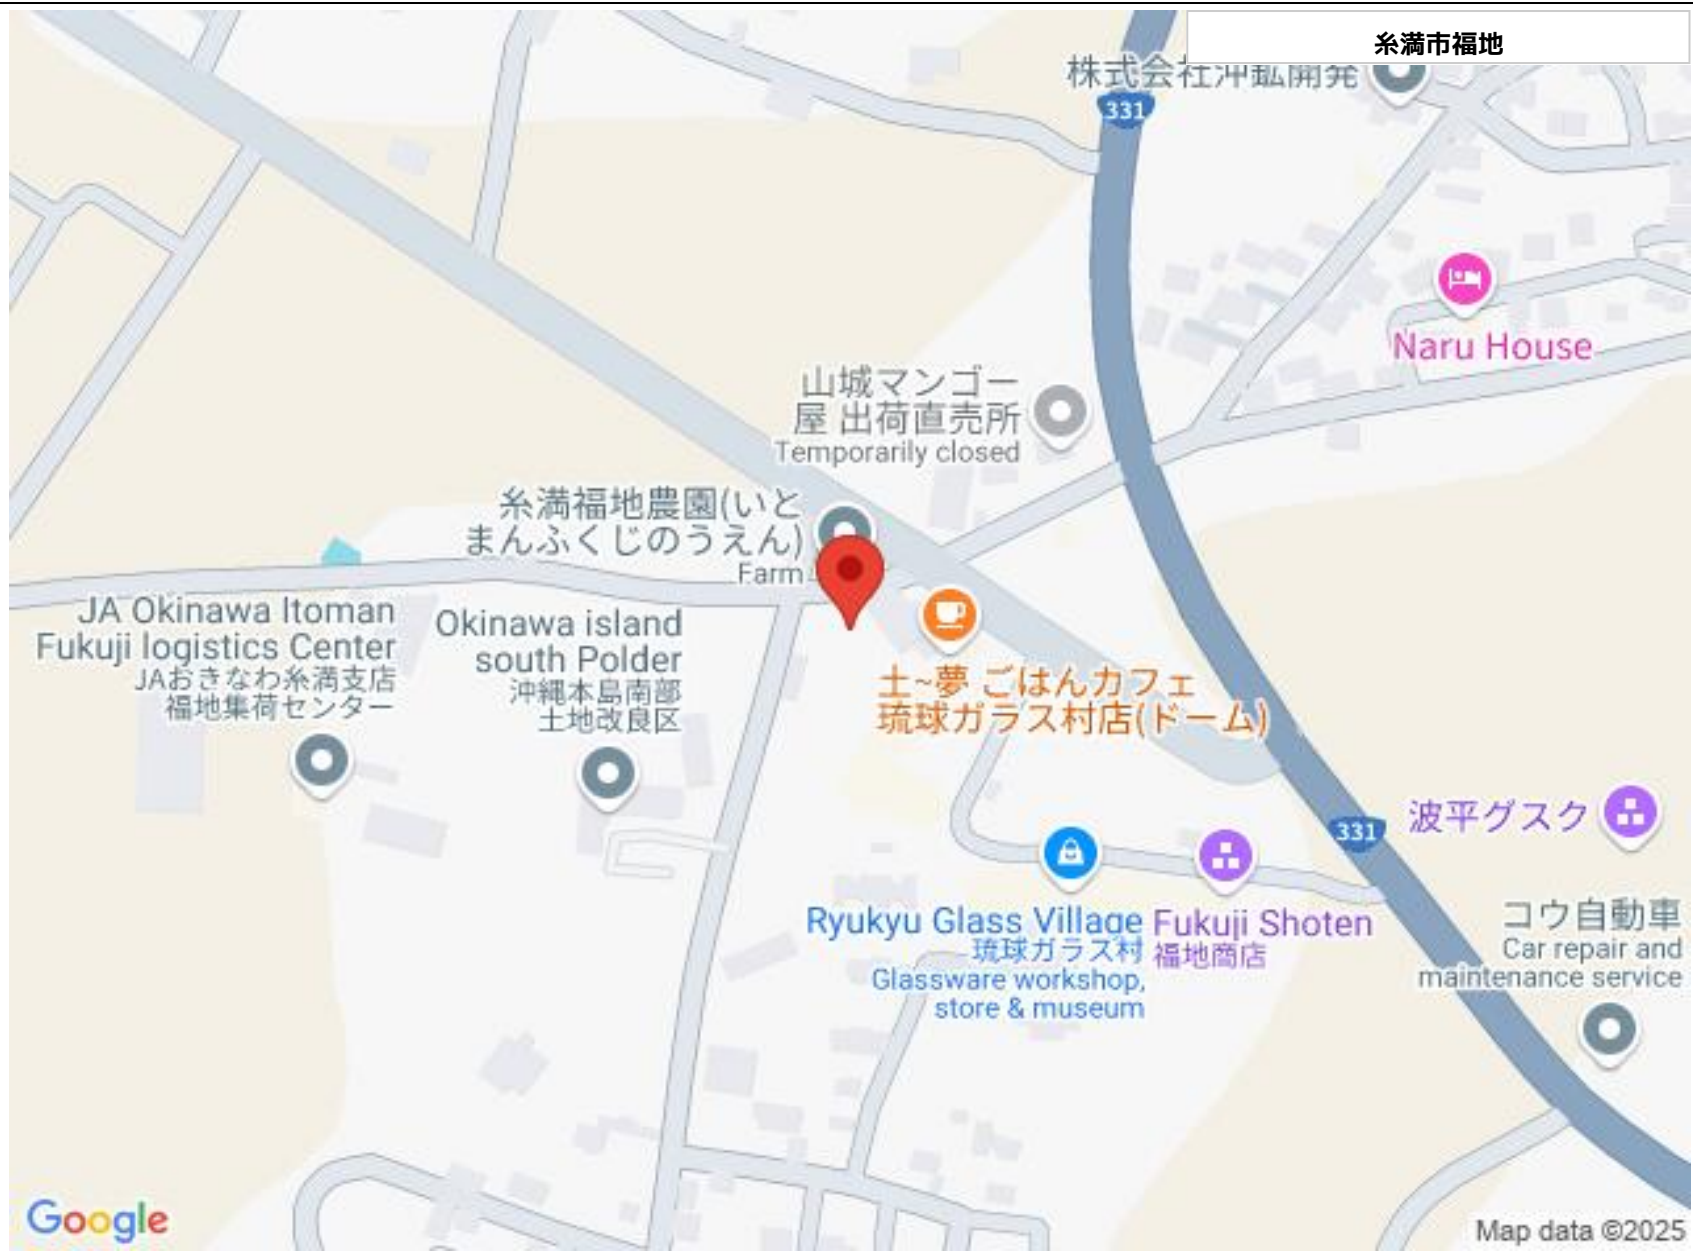 糸満市福地
株式会社沖鉱開発
331
Naru House
山城マンゴー
屋 出荷直売所
Temporarily closed
糸満福地農園(いと
まんふくじのうえん)
Farm
JA Okinawa Itoman
Fukuji logistics Center
JAおきなわ糸満支店
福地集荷センター
Okinawa island
south Polder
沖縄本島南部
土地改良区
土~夢 ごはんカフェ
琉球ガラス村店(ドーム)
331
波平グスク
Ryukyu Glass Village
琉球ガラス村
Glassware workshop,
store & museum
Fukuji Shoten
福地商店
コウ自動車
Car repair and
maintenance service
Google
Map data ©2025